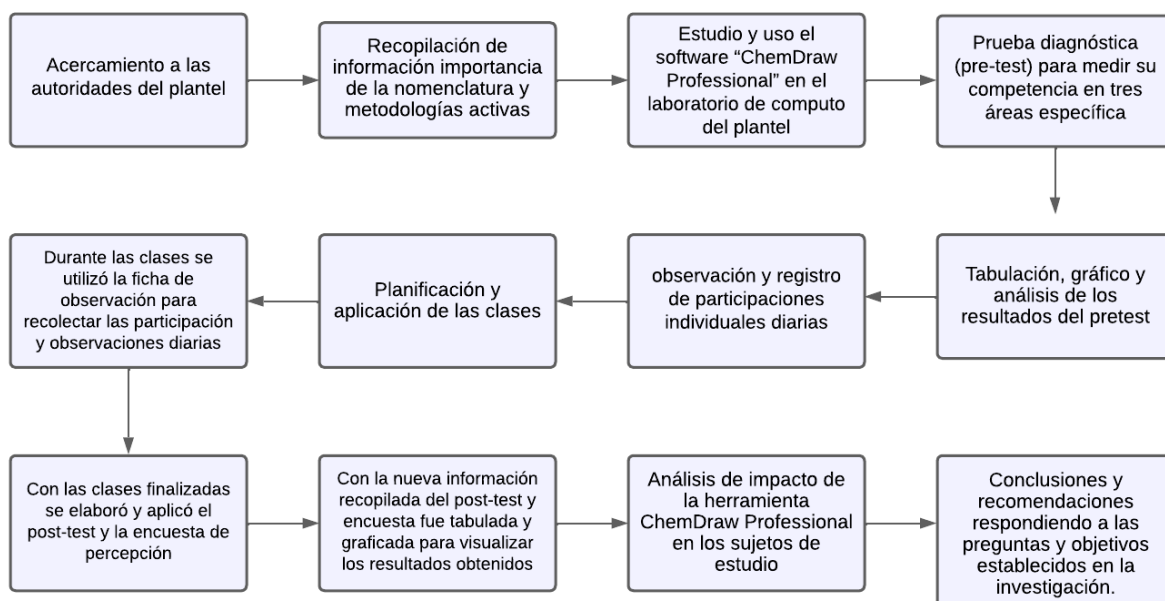 Acercamiento a las
autoridades del plantel
Recopilación de
información importancia
de la nomenclatura y
metodologías activas
Estudio y uso el
software “ChemDraw
Professional” en el
laboratorio de computo
del plantel
Prueba diagnóstica
(pre-test) para medir su
competencia en tres
áreas específica
Tabulación, gráfico y
análisis de los
resultados del pretest
observación y registro
de participaciones
individuales diarias
Planificación y
aplicación de las clases
Durante las clases se
utilizó la ficha de
observación para
recolectar las participación
y observaciones diarias
Con las clases finalizadas
se elaboró y aplicó el
post-test y la encuesta de
percepción
Con la nueva información
recopilada del post-test y
encuesta fue tabulada y
graficada para visualizar
los resultados obtenidos
Análisis de impacto de
la herramienta
ChemDraw Professional
en los sujetos de
estudio
Conclusiones y
recomendaciones
respondiendo a las
preguntas y objetivos
establecidos en la
investigación.